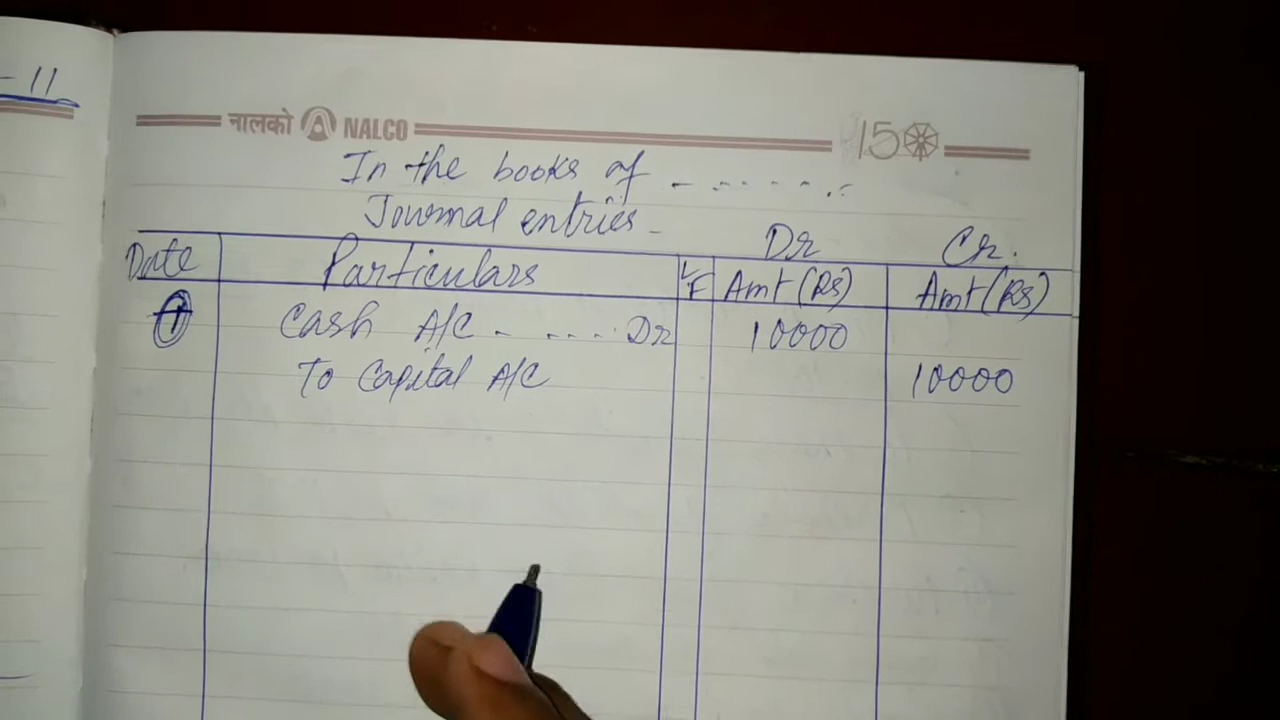 -11
नालको NALCO 150
In the books of - - - - - - -
Journal entries -
Dr Cr.
Date Particulars LF Amt (Rs) Amt (Rs)
1 Cash A/C - - - - - Dr 10000
To Capital A/C 10000